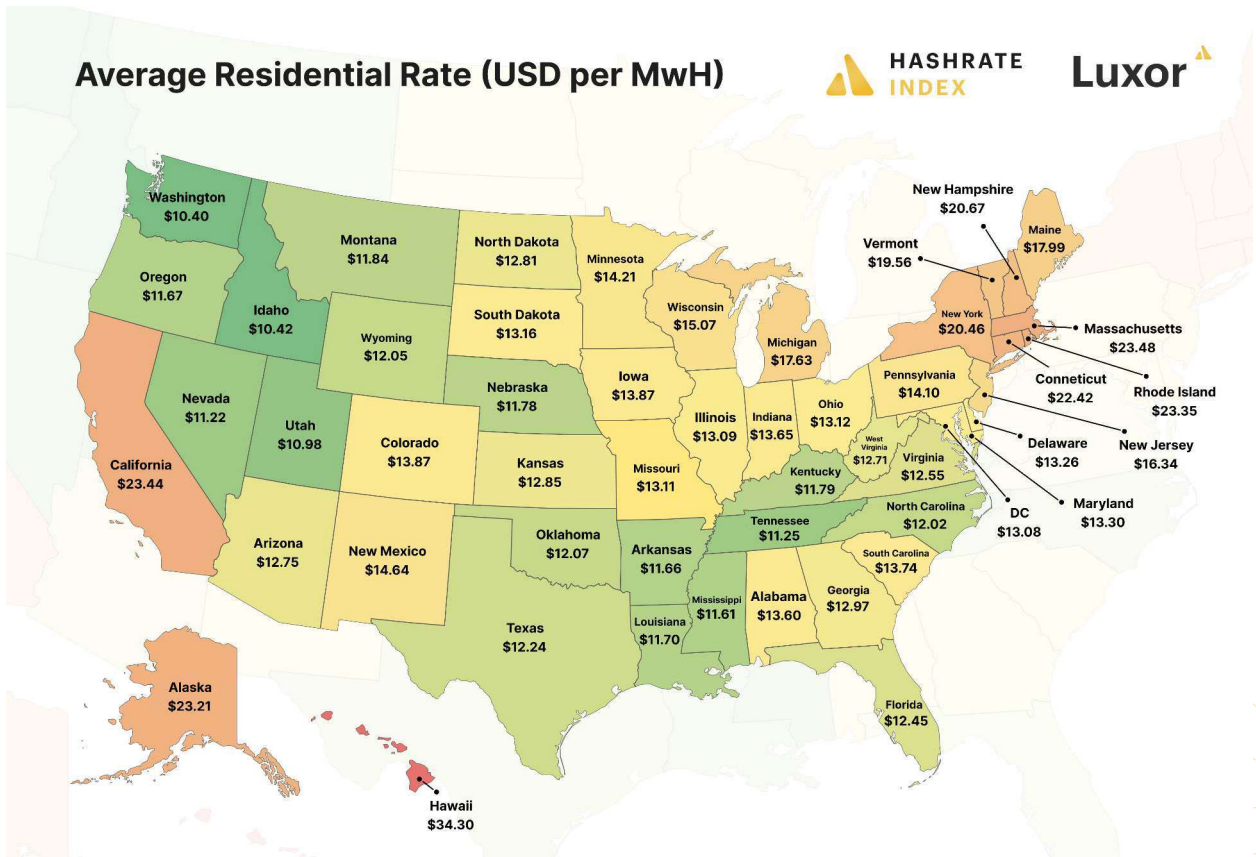 Average Residential Rate (USD per MwH)
HASHRATE
INDEX
Luxor
Washington
$10.40
Oregon
$11.67
Idaho
$10.42
Montana
$11.84
North Dakota
$12.81
Minnesota
$14.21
South Dakota
$13.16
Wyoming
$12.05
Wisconsin
$15.07
Michigan
$17.63
New York
$20.46
Vermont
$19.56
New Hampshire
$20.67
Maine
$17.99
Massachusetts
$23.48
Rhode Island
$23.35
Conneticut
$22.42
New Jersey
$16.34
Delaware
$13.26
Maryland
$13.30
DC
$13.08
Pennsylvania
$14.10
California
$23.44
Nevada
$11.22
Utah
$10.98
Colorado
$13.87
Nebraska
$11.78
Iowa
$13.87
Kansas
$12.85
Missouri
$13.11
Illinois
$13.09
Indiana
$13.65
Ohio
$13.12
West
Virginia
$12.71
Virginia
$12.55
Kentucky
$11.79
North Carolina
$12.02
Tennessee
$11.25
South Carolina
$13.74
Arizona
$12.75
New Mexico
$14.64
Oklahoma
$12.07
Arkansas
$11.66
Mississippi
$11.61
Alabama
$13.60
Georgia
$12.97
Texas
$12.24
Louisiana
$11.70
Florida
$12.45
Alaska
$23.21
Hawaii
$34.30